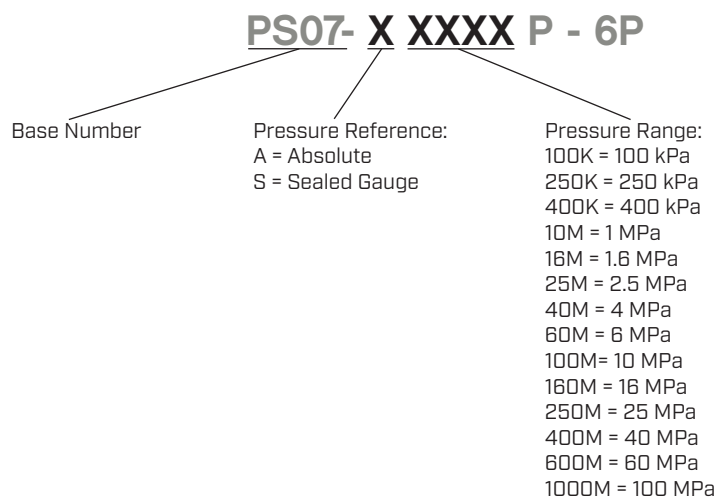 PS07- X XXXX P - 6P
Base Number
Pressure Reference:
A = Absolute
S = Sealed Gauge
Pressure Range:
100K = 100 kPa
250K = 250 kPa
400K = 400 kPa
10M = 1 MPa
16M = 1.6 MPa
25M = 2.5 MPa
40M = 4 MPa
60M = 6 MPa
100M= 10 MPa
160M = 16 MPa
250M = 25 MPa
400M = 40 MPa
600M = 60 MPa
1000M = 100 MPa